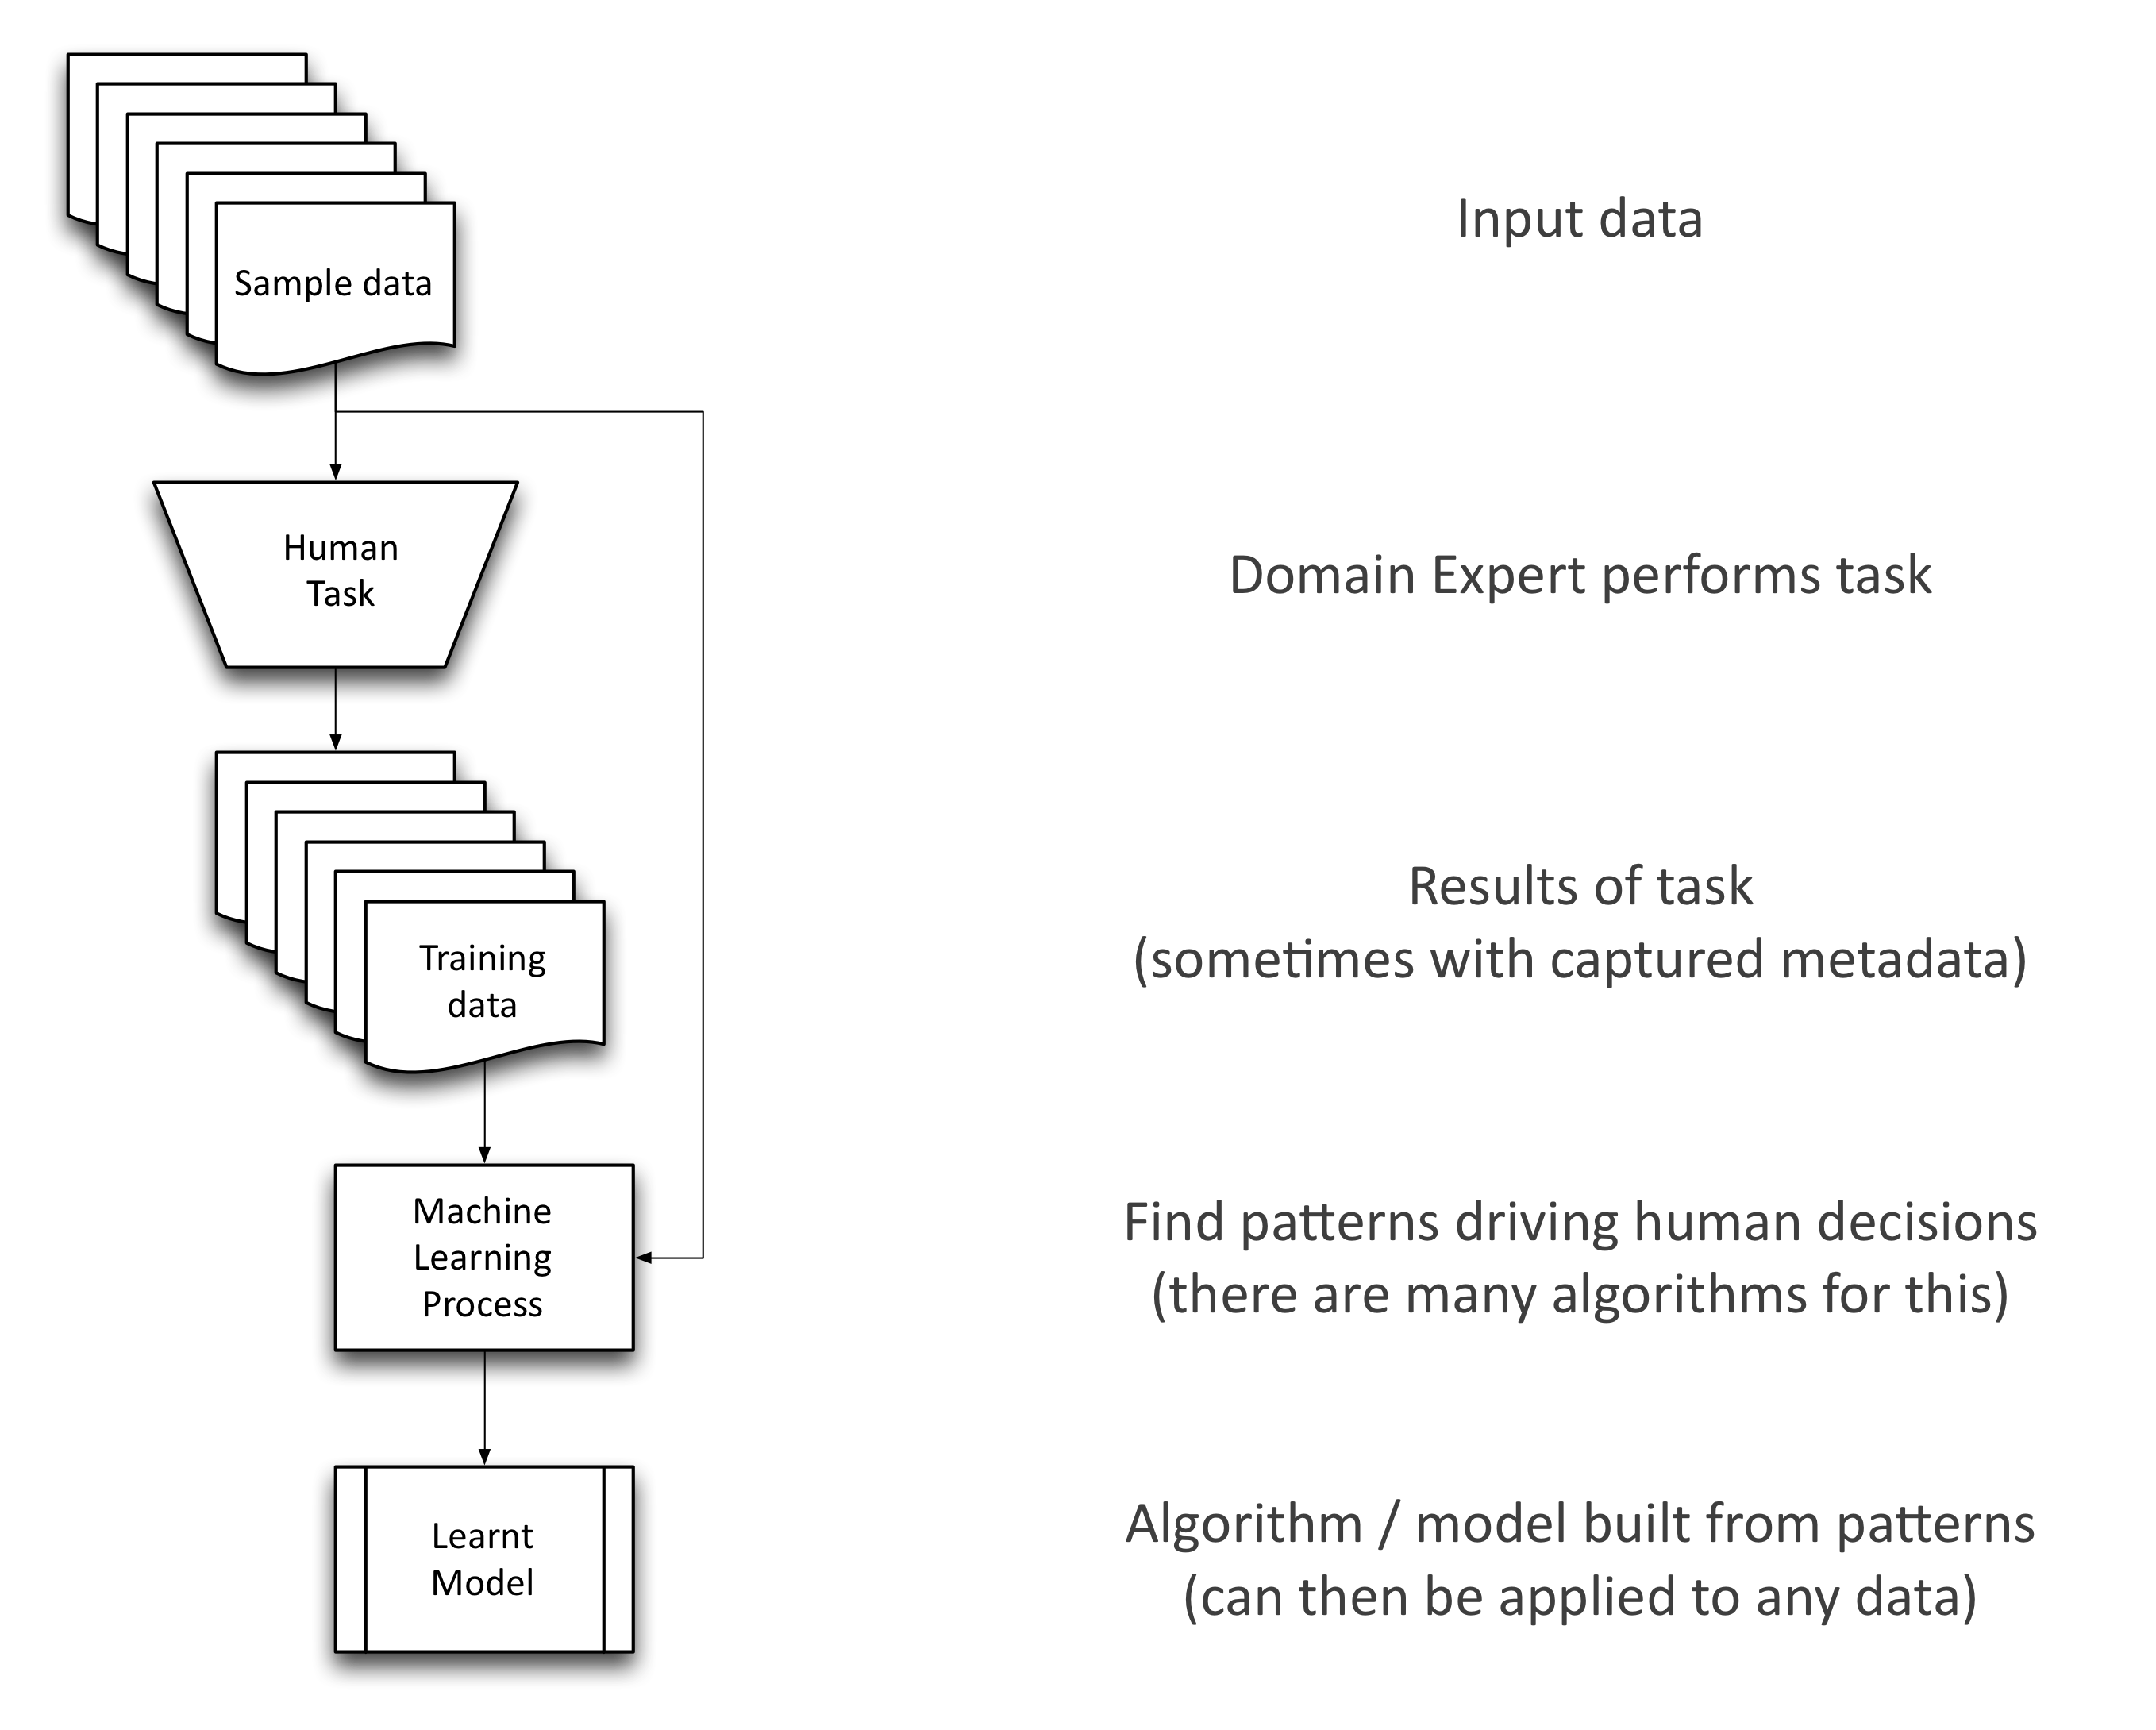 Sample data
Input data
Human
Task
Domain Expert performs task
Training
data
Results of task
(sometimes with captured metadata)
Machine
Learning
Process
Find patterns driving human decisions
(there are many algorithms for this)
Learnt
Model
Algorithm / model built from patterns
(can then be applied to any data)